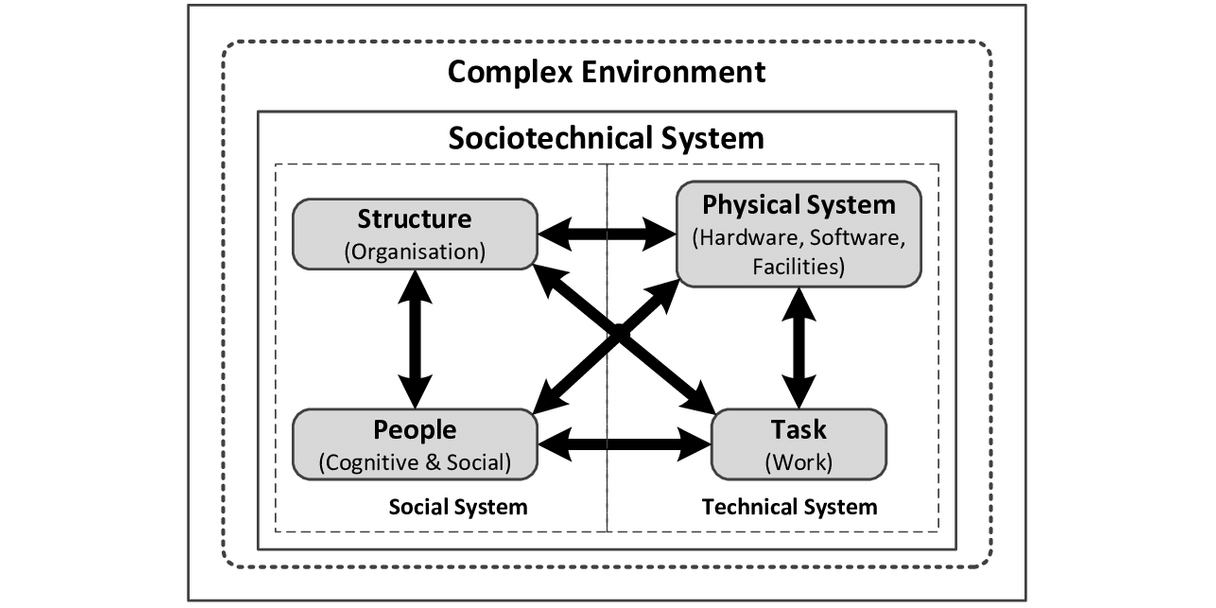 Complex Environment
Sociotechnical System
Structure
(Organisation)
Physical System
(Hardware, Software,
Facilities)
People
(Cognitive & Social)
Task
(Work)
Social System
Technical System